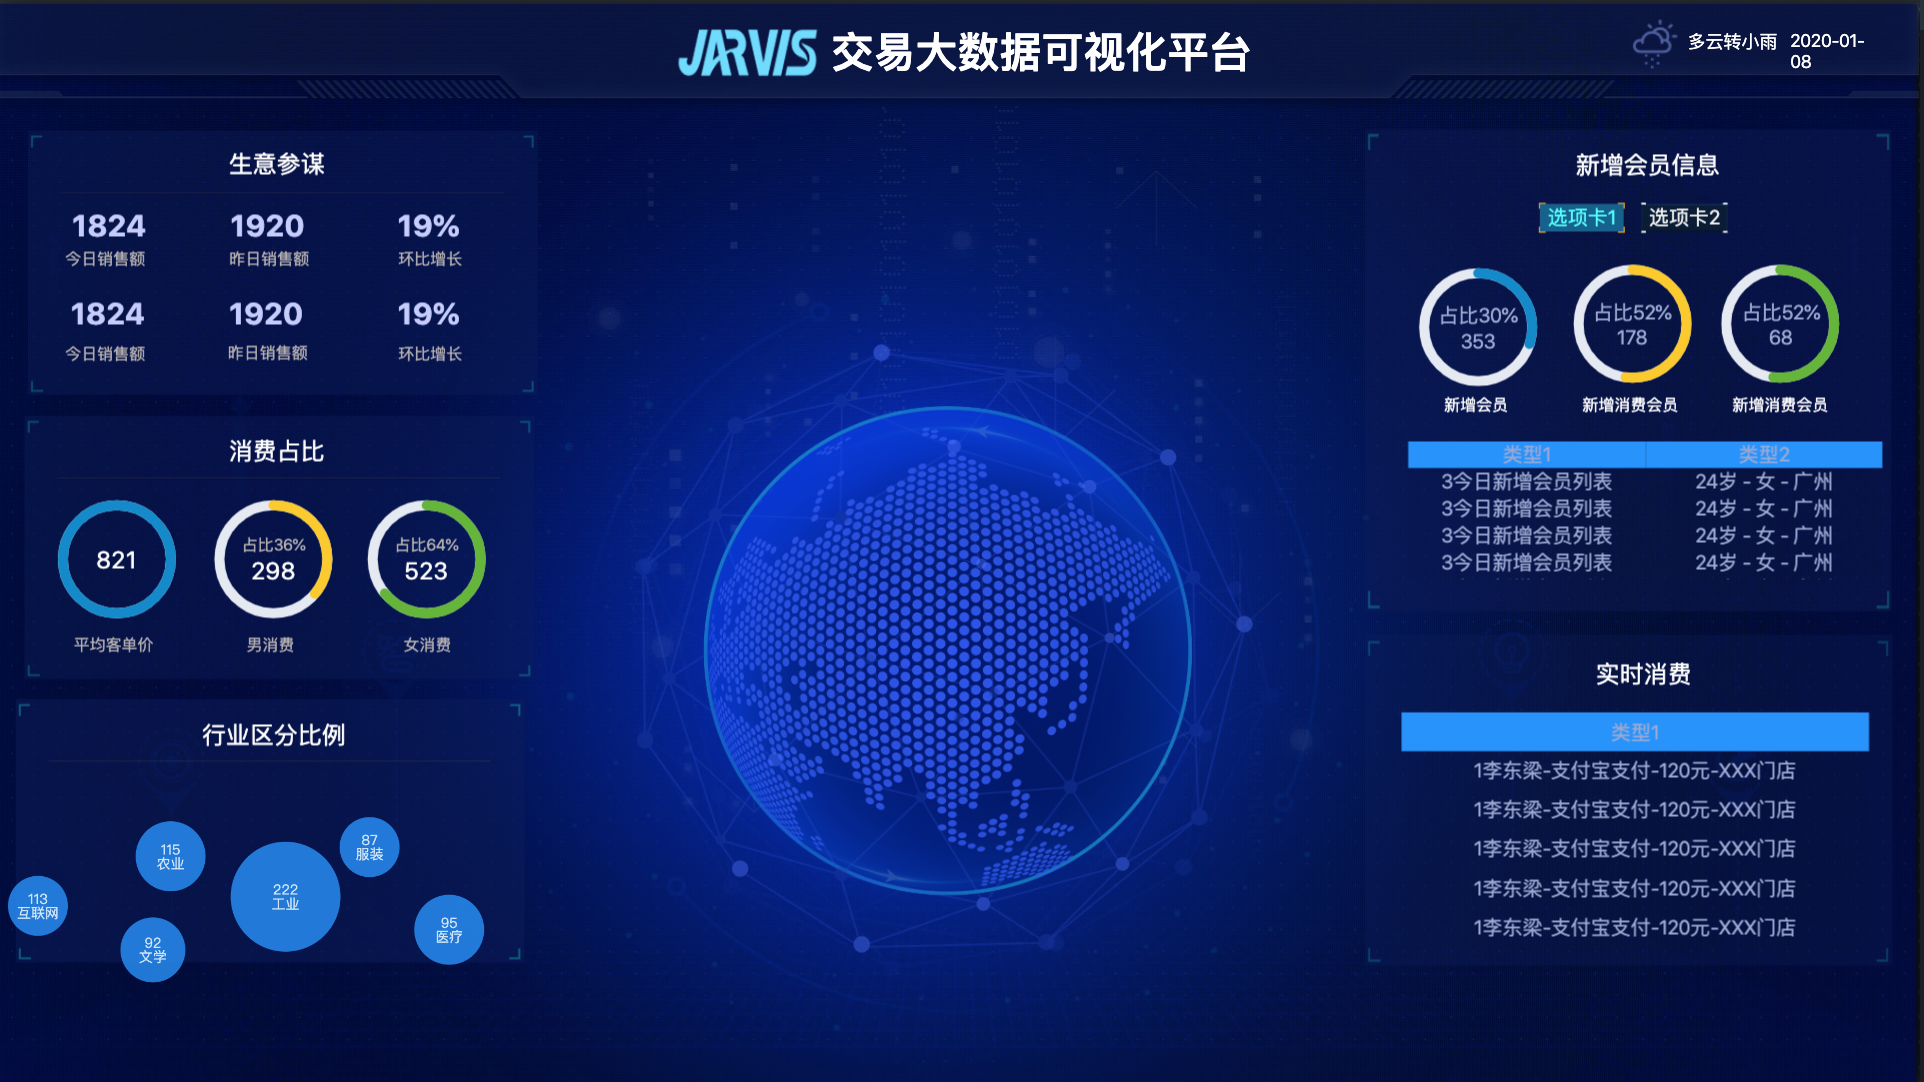 JARVIS 交易大数据可视化平台
多云转小雨 2020-01-
08
生意参谋
1824 1920 19%
今日销售额 昨日销售额 环比增长
1824 1920 19%
今日销售额 昨日销售额 环比增长
消费占比
821
占比36%
298
占比64%
523
平均客单价 男消费 女消费
行业区分比例
113
互联网
115
农业
92
文学
222
工业
87
服装
95
医疗
新增会员信息
选项卡1 选项卡2
占比30%
353
占比52%
178
占比52%
68
新增会员 新增消费会员 新增消费会员
类型1 类型2
3今日新增会员列表 24岁 - 女 - 广州
3今日新增会员列表 24岁 - 女 - 广州
3今日新增会员列表 24岁 - 女 - 广州
3今日新增会员列表 24岁 - 女 - 广州
实时消费
类型1
1李东梁-支付宝支付-120元-XXX门店
1李东梁-支付宝支付-120元-XXX门店
1李东梁-支付宝支付-120元-XXX门店
1李东梁-支付宝支付-120元-XXX门店
1李东梁-支付宝支付-120元-XXX门店